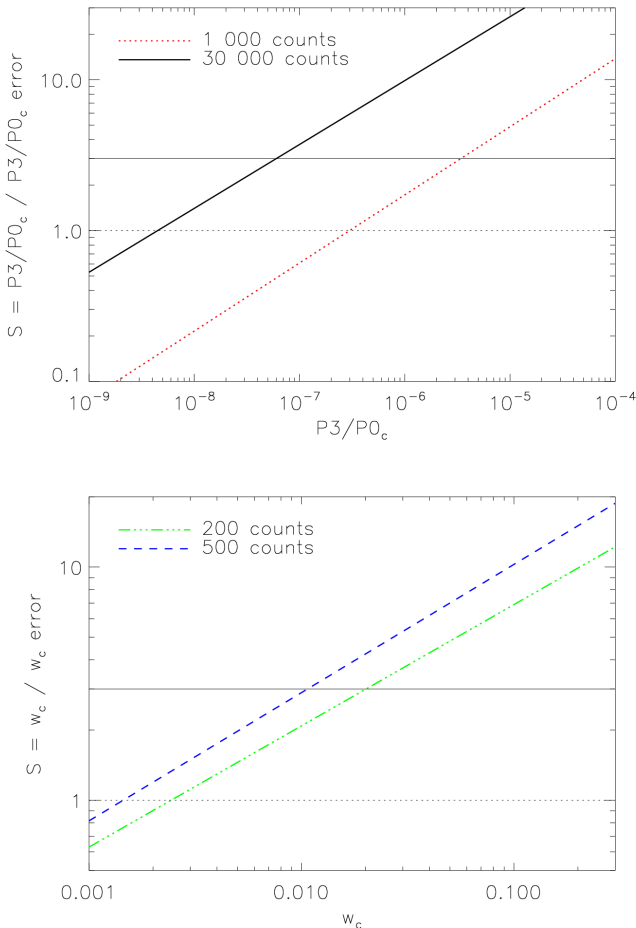 1 000 counts
30 000 counts
S = P3/P0c / P3/P0c error
10.0
1.0
0.1
10−9 10−8 10−7 10−6 10−5 10−4
P3/P0c
200 counts
500 counts
S = wc / wc error
10
1
0.001 0.010 0.100
wc